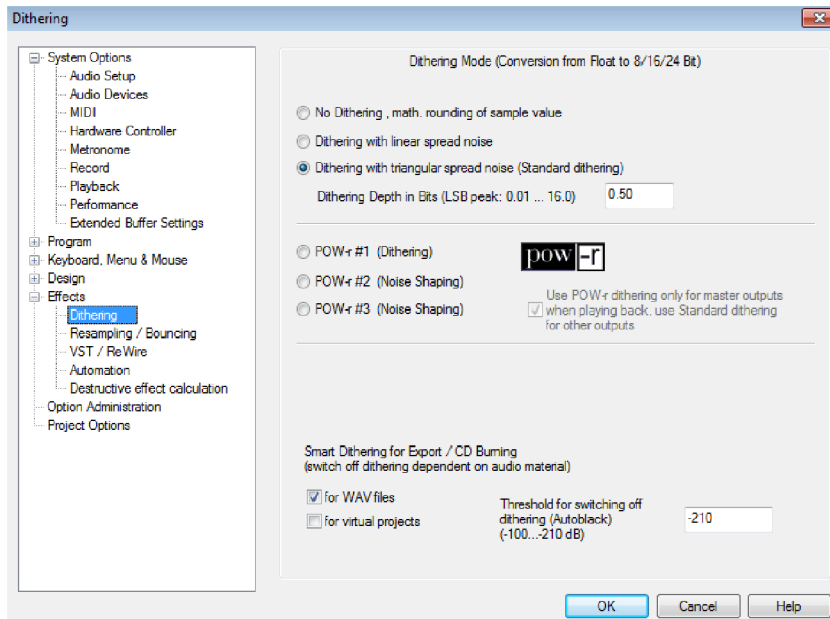 Dithering
System Options
Audio Setup
Audio Devices
MIDI
Hardware Controller
Metronome
Record
Playback
Performance
Extended Buffer Settings
Program
Keyboard, Menu & Mouse
Design
Effects
Dithering
Resampling / Bouncing
VST / ReWire
Automation
Destructive effect calculation
Option Administration
Project Options
Dithering Mode (Conversion from Float to 8/16/24 Bit)
No Dithering , math. rounding of sample value
Dithering with linear spread noise
Dithering with triangular spread noise (Standard dithering)
Dithering Depth in Bits (LSB peak: 0.01 ... 16.0) 0.50
POW-r #1 (Dithering)
pow-r
POW-r #2 (Noise Shaping)
POW-r #3 (Noise Shaping)
Use POW-r dithering only for master outputs
when playing back, use Standard dithering
for other outputs
Smart Dithering for Export / CD Burning
(switch off dithering dependent on audio material)
for WAV files
for virtual projects
Threshold for switching off
dithering (Autoblack)
(-100...-210 dB)
-210
OK Cancel Help